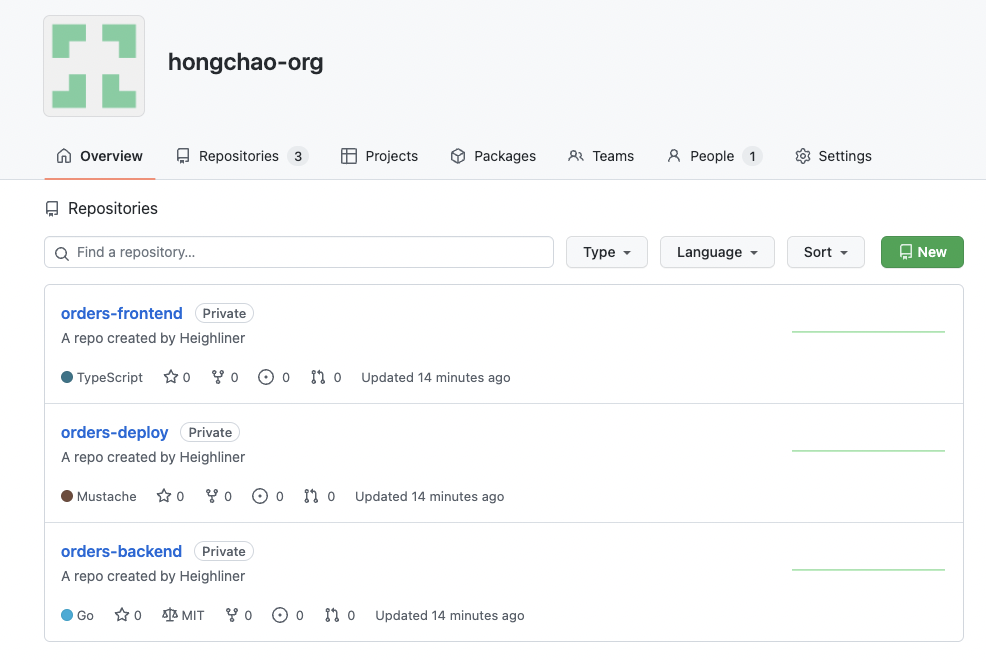 hongchao-org
Overview Repositories 3 Projects Packages Teams People 1 Settings
Repositories
Find a repository... Type Language Sort New
orders-frontend Private
A repo created by Heighliner
TypeScript 0 0 0 0 Updated 14 minutes ago
orders-deploy Private
A repo created by Heighliner
Mustache 0 0 0 0 Updated 14 minutes ago
orders-backend Private
A repo created by Heighliner
Go 0 MIT 0 0 0 Updated 14 minutes ago